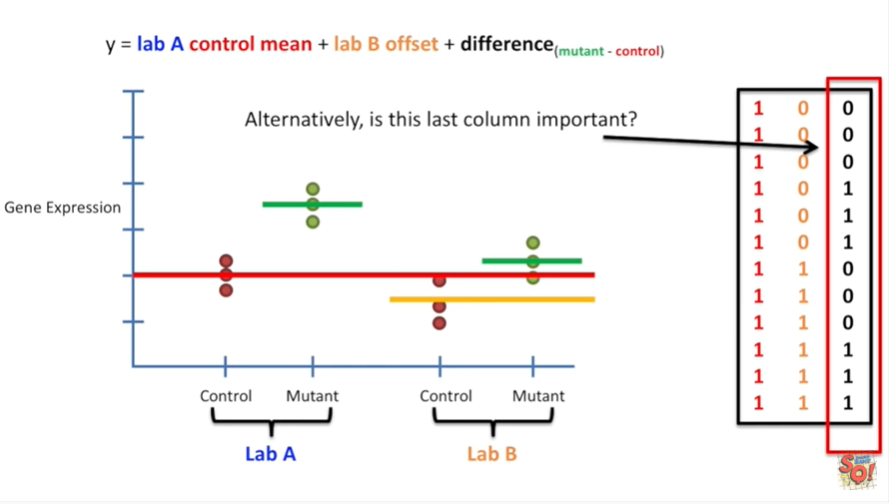 y = lab A control mean + lab B offset + difference(mutant - control)
Alternatively, is this last column important?
Gene Expression
Control
Mutant
Control
Mutant
Lab A
Lab B
1 0 0
1 0 0
1 0 0
1 0 1
1 0 1
1 0 1
1 1 0
1 1 0
1 1 0
1 1 1
1 1 1
1 1 1
SQ!